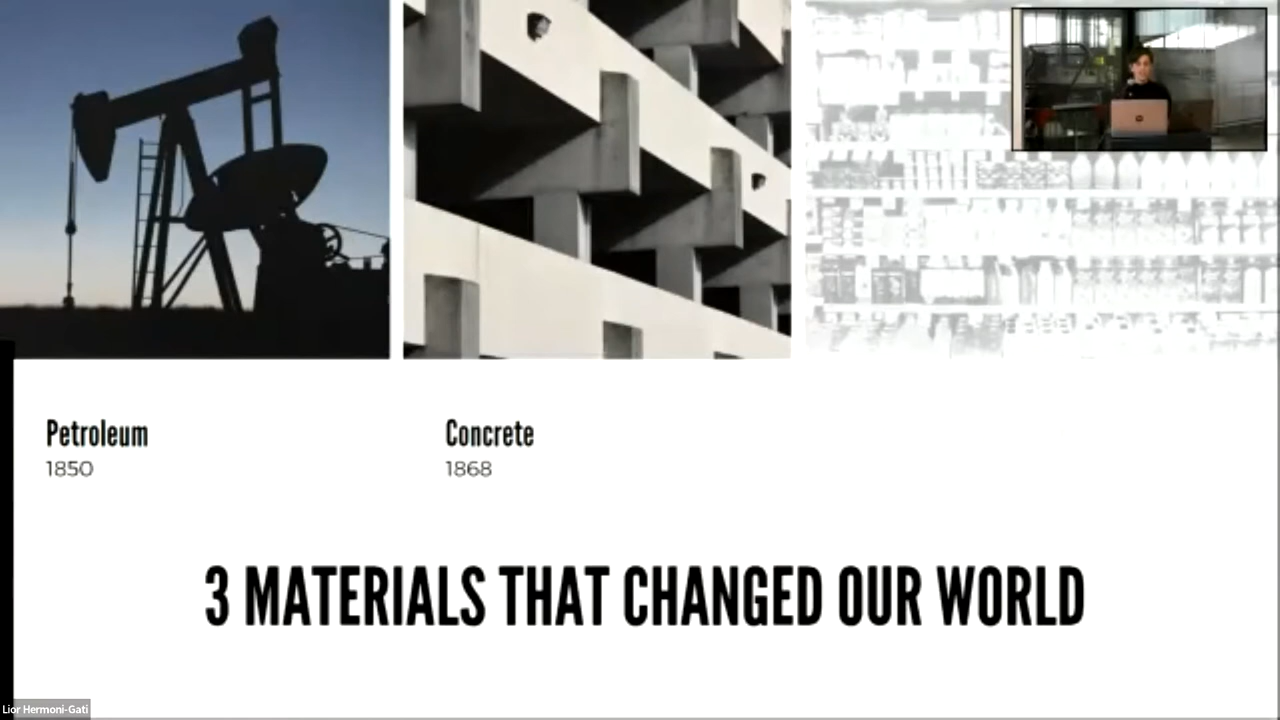 Petroleum
1850
Concrete
1868
3 MATERIALS THAT CHANGED OUR WORLD
Lior Hermoni-Gati